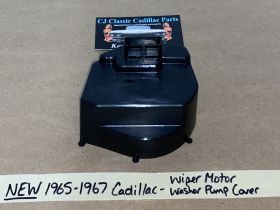 CJ Classic Cadillac Parts
NEW 1965-1967 Cadillac - Wiper Motor
Washer Pump Cover